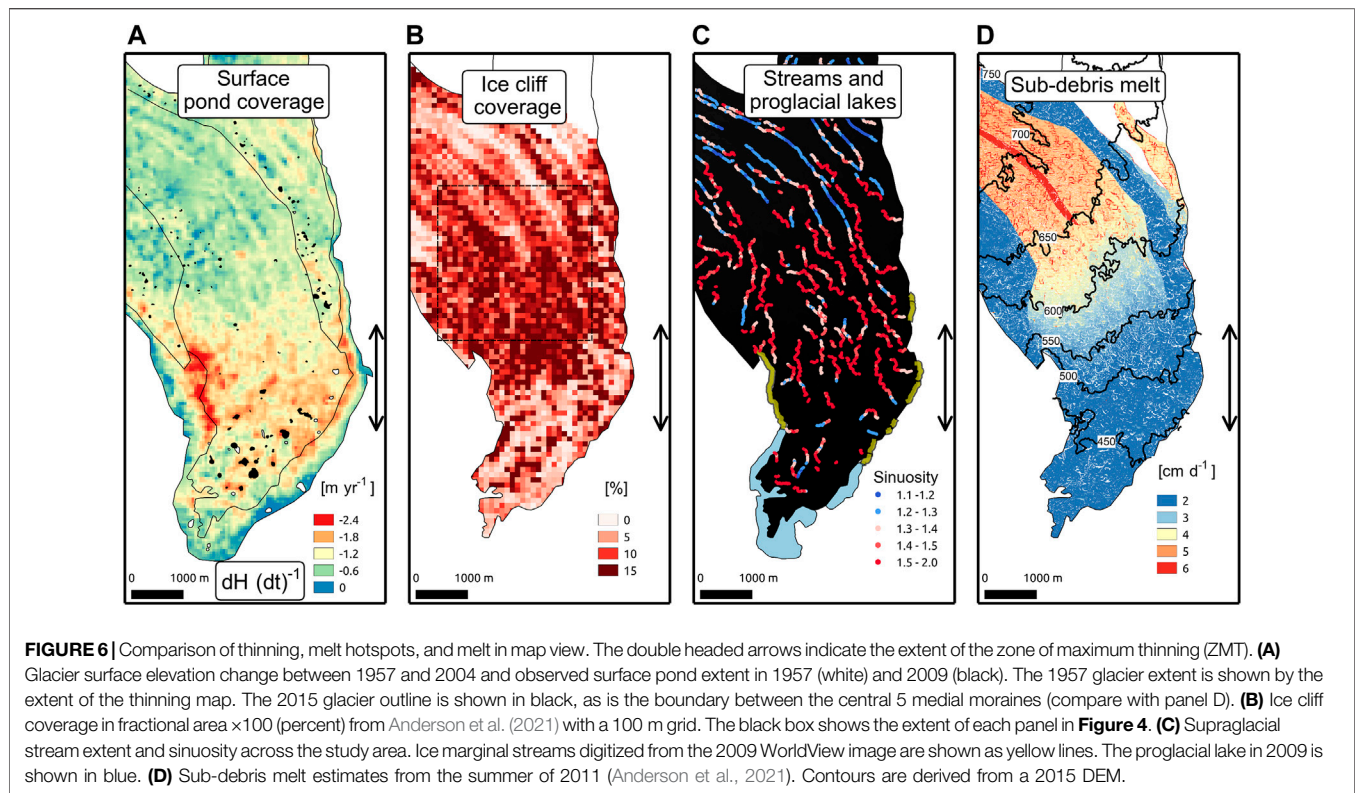 A
B
C
D
Surface
pond coverage
Ice cliff
coverage
Streams and
proglacial lakes
Sub-debris melt
750
700
650
600
550
500
450
[m yr-1]
-2.4
-1.8
-1.2
-0.6
0
dH (dt)-1
1000 m
[%]
0
5
10
15
1000 m
Sinuosity
1.1 -1.2
1.2 - 1.3
1.3 - 1.4
1.4 - 1.5
1.5 - 2.0
1000 m
[cm d-1]
2
3
4
5
6
1000 m
FIGURE 6 | Comparison of thinning, melt hotspots, and melt in map view. The double headed arrows indicate the extent of the zone of maximum thinning (ZMT). (A)
Glacier surface elevation change between 1957 and 2004 and observed surface pond extent in 1957 (white) and 2009 (black). The 1957 glacier extent is shown by the
extent of the thinning map. The 2015 glacier outline is shown in black, as is the boundary between the central 5 medial moraines (compare with panel D). (B) Ice cliff
coverage in fractional area ×100 (percent) from Anderson et al. (2021) with a 100 m grid. The black box shows the extent of each panel in Figure 4. (C) Supraglacial
stream extent and sinuosity across the study area. Ice marginal streams digitized from the 2009 WorldView image are shown as yellow lines. The proglacial lake in 2009 is
shown in blue. (D) Sub-debris melt estimates from the summer of 2011 (Anderson et al., 2021). Contours are derived from a 2015 DEM.